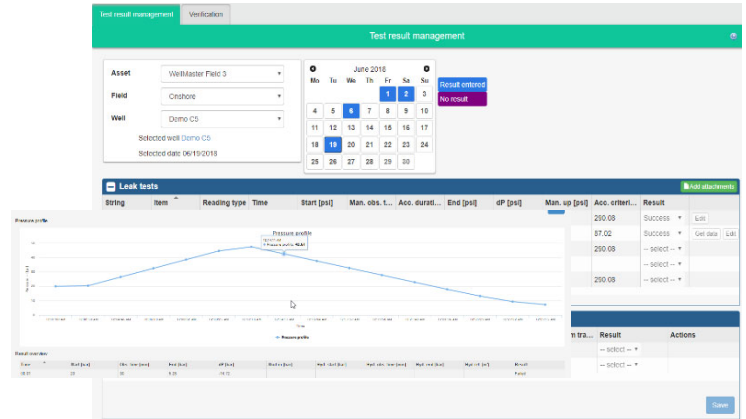 Test result management
Verification
Test result management
Asset
WellMaster Field 3
Field
Onshore
Well
Demo C5
Selected well Demo C5
Selected date 06/19/2018
June 2018
Mo Tu We Th Fr Sa Su
1 2 3
4 5 6 7 8 9 10
11 12 13 14 15 16 17
18 19 20 21 22 23 24
25 26 27 28 29 30
Result entered
No result
Leak tests
Add attachments
String Item Reading type Time Start [psi] Man. obs. t... Acc. durati... End [psi] dP [psi] Man. up [psi] Acc. criteri... Result
290.08 Success Edit
87.02 Success Get data Edit
290.08 -- select --
-- select --
290.08 -- select --
Pressure profile
Pressure profile
Time
Pressure profile
Result overview
m tra... Result Actions
-- select --
-- select --
Save